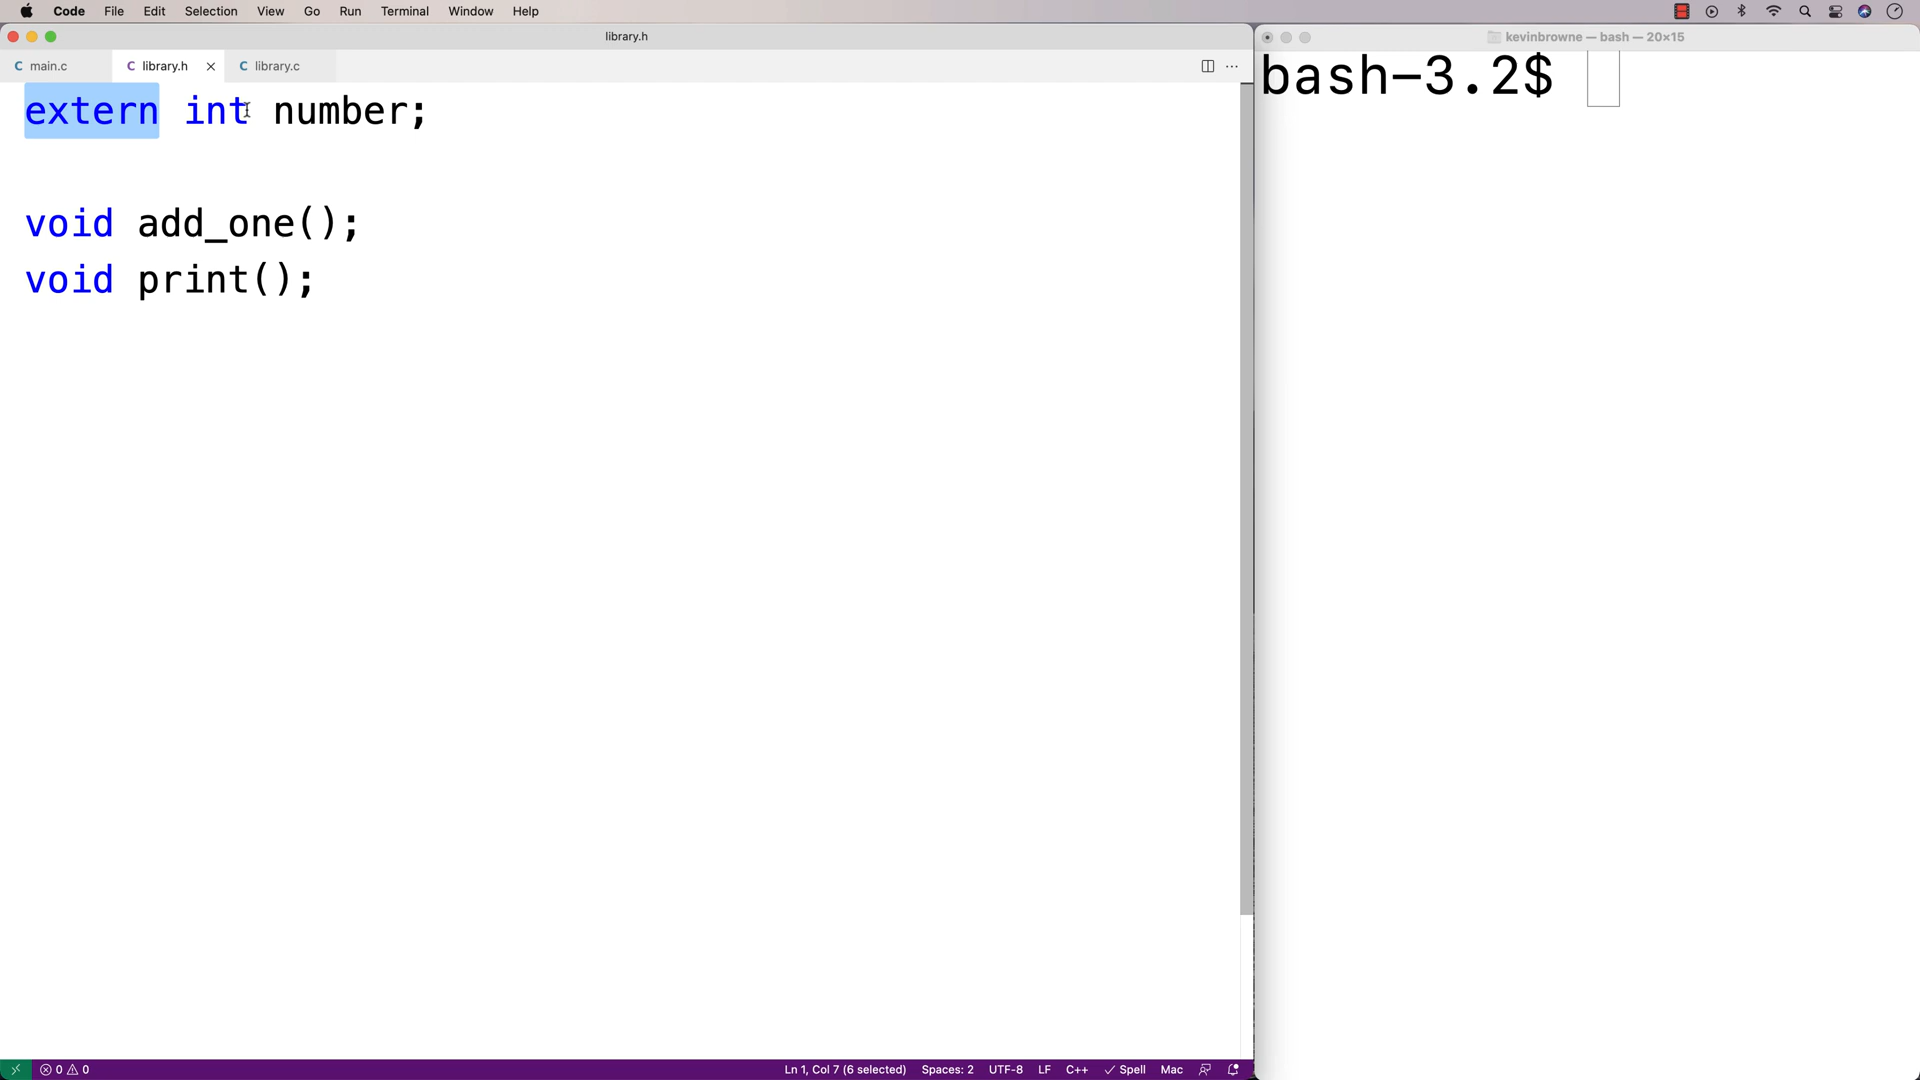 Code File Edit Selection View Go Run Terminal Window Help
library.h
kevinbrowne — bash — 20×15
C main.c C library.h × C library.c
bash-3.2$
extern int number;
void add_one();
void print();
0 0 Ln 1, Col 7 (6 selected) Spaces: 2 UTF-8 LF C++ Spell Mac